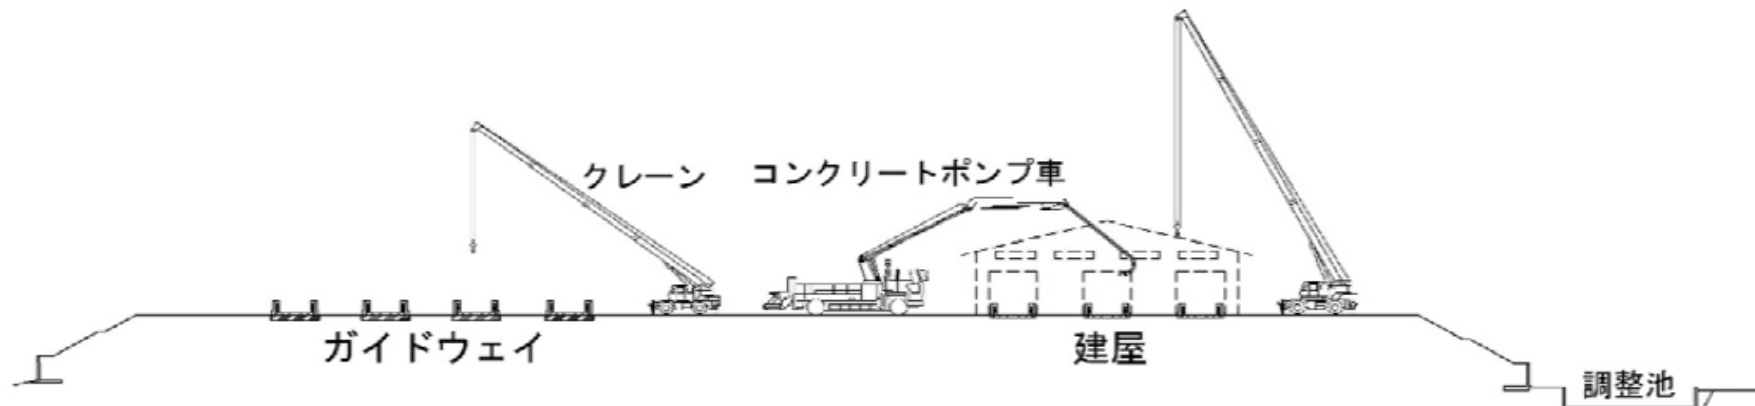 クレーン
コンクリートポンプ車
ガイドウェイ
建屋
調整池